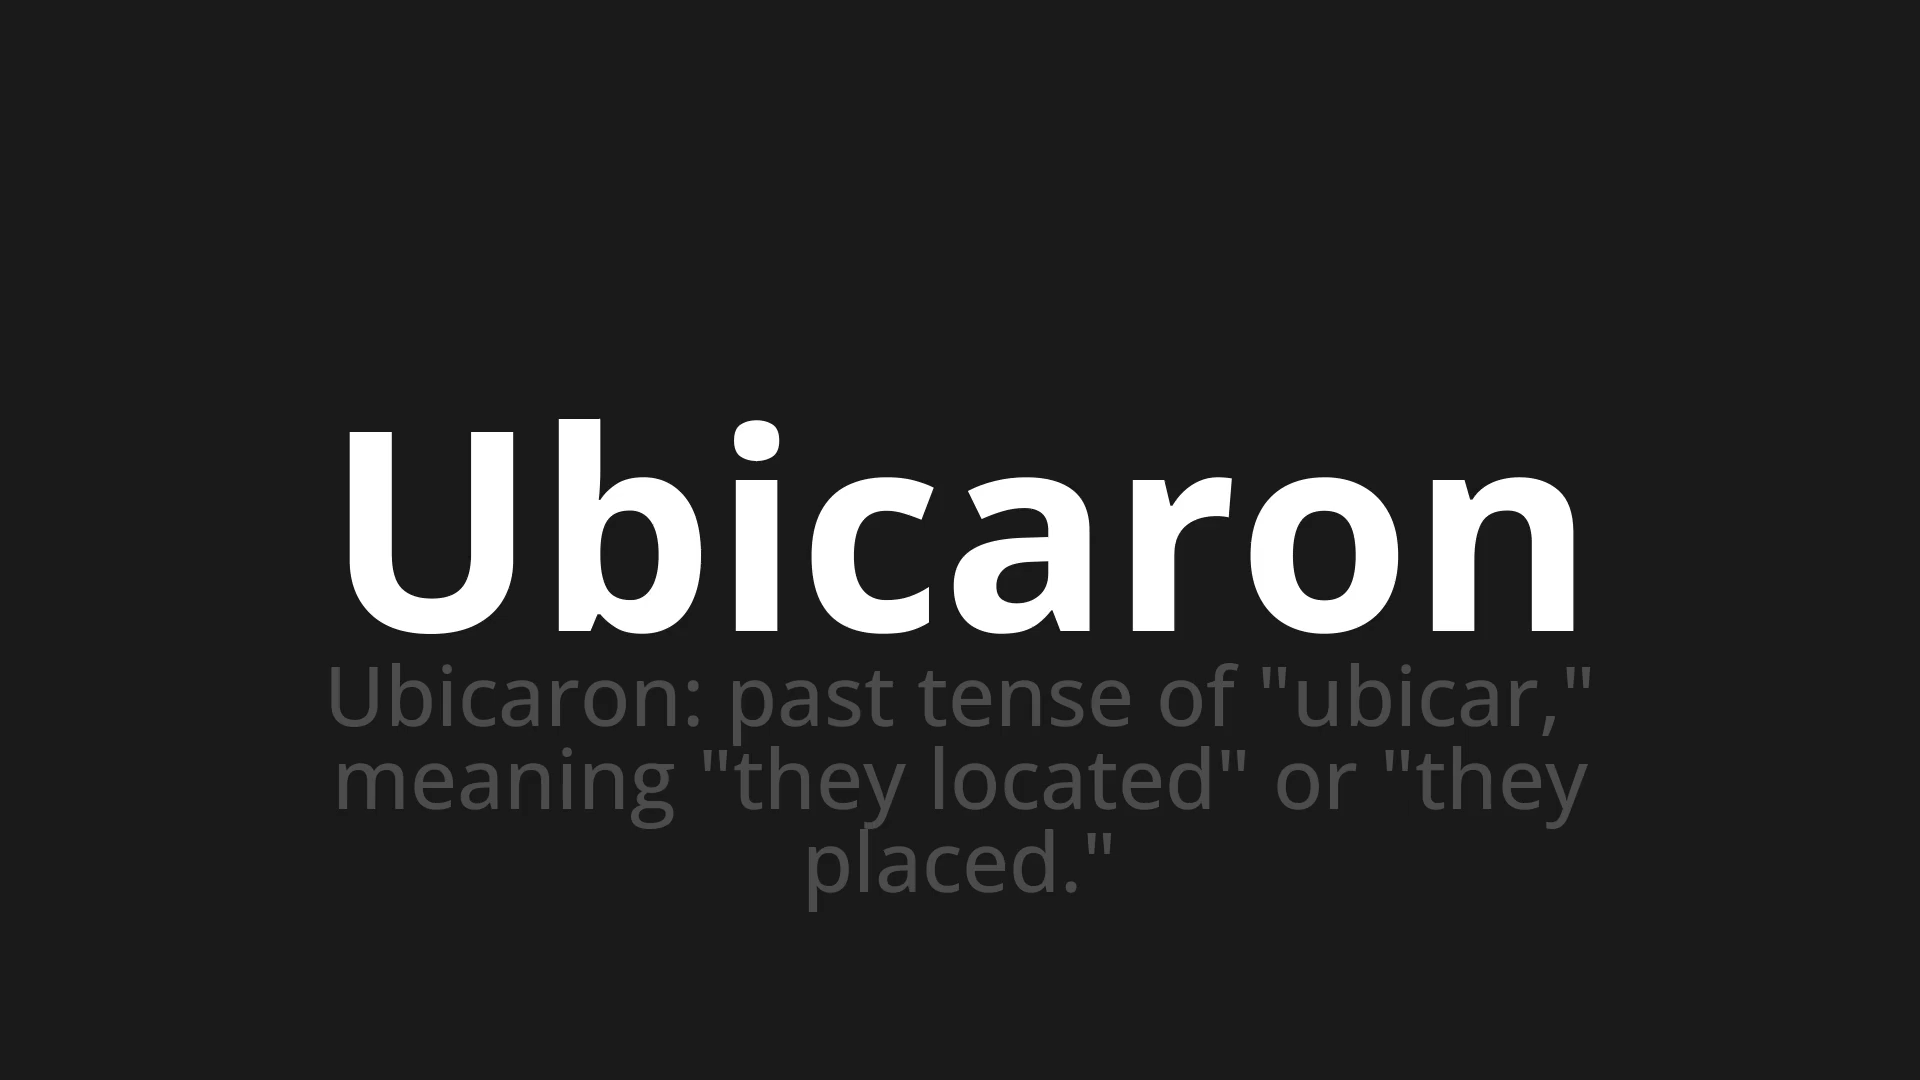 Ubicaron
Ubicaron: past tense of "ubicar,"
meaning "they located" or "they
placed."